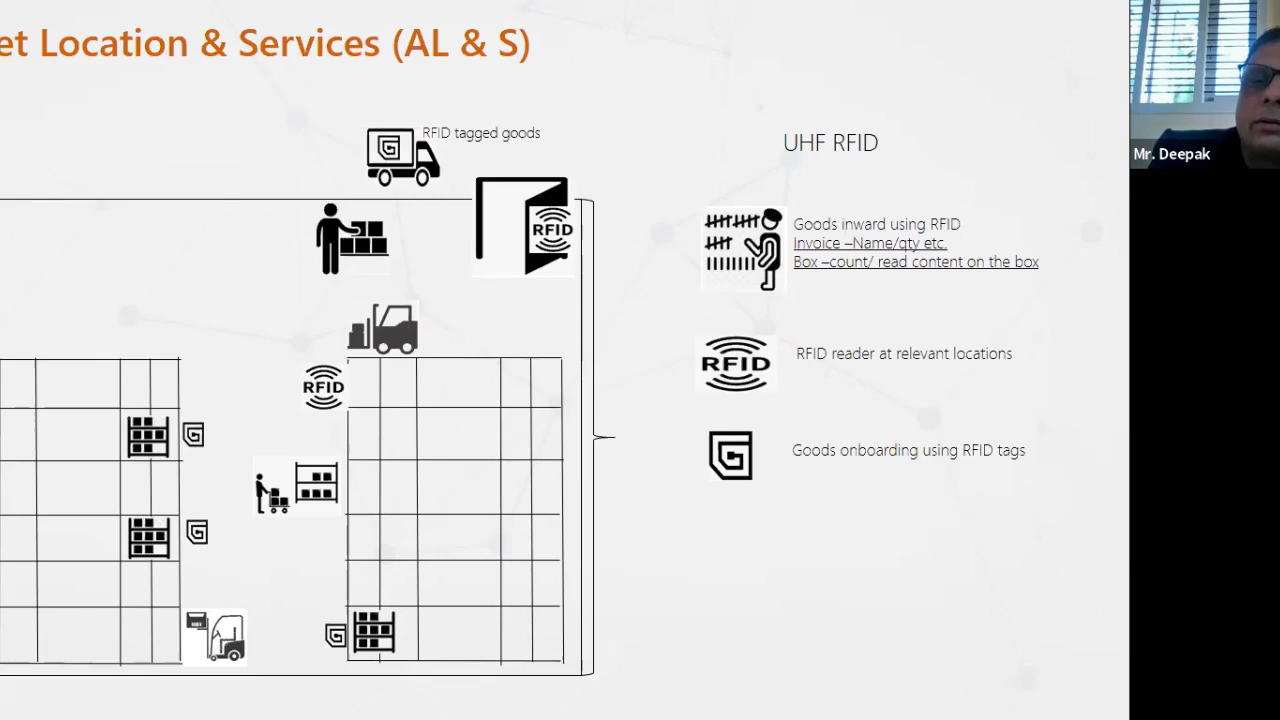 et Location & Services (AL & S)
RFID tagged goods
UHF RFID
Mr. Deepak
RFID
Goods inward using RFID
Invoice –Name/qty etc.
Box –count/ read content on the box
RFID
RFID reader at relevant locations
RFID
Goods onboarding using RFID tags